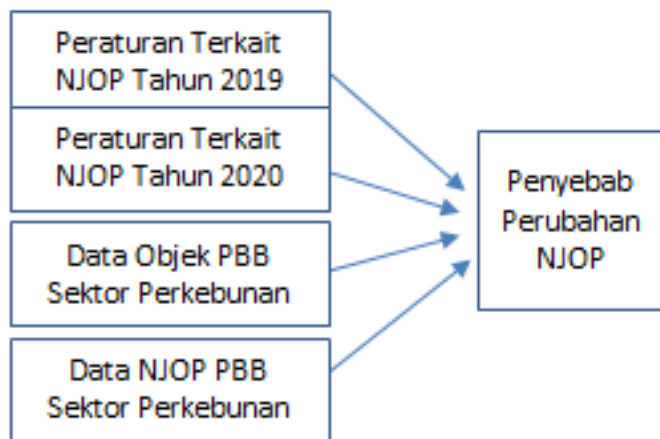 Peraturan Terkait
NJOP Tahun 2019
Peraturan Terkait
NJOP Tahun 2020
Data Objek PBB
Sektor Perkebunan
Data NJOP PBB
Sektor Perkebunan
Penyebab
Perubahan
NJOP